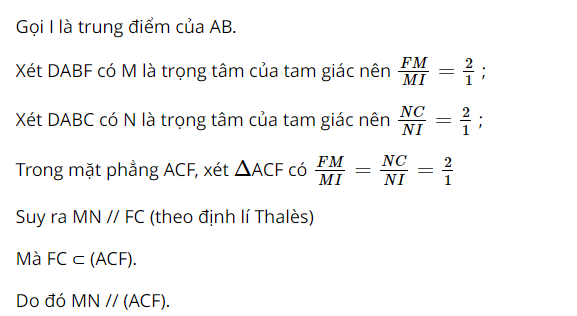 Gọi I là trung điểm của AB.
Xét DABF có M là trọng tâm của tam giác nên \frac{FM}{MI} = \frac{2}{1} ;
Xét DABC có N là trọng tâm của tam giác nên \frac{NC}{NI} = \frac{2}{1} ;
Trong mặt phẳng ACF, xét ΔACF có \frac{FM}{MI} = \frac{NC}{NI} = \frac{2}{1}
Suy ra MN // FC (theo định lí Thalès)
Mà FC ⊂ (ACF).
Do đó MN // (ACF).